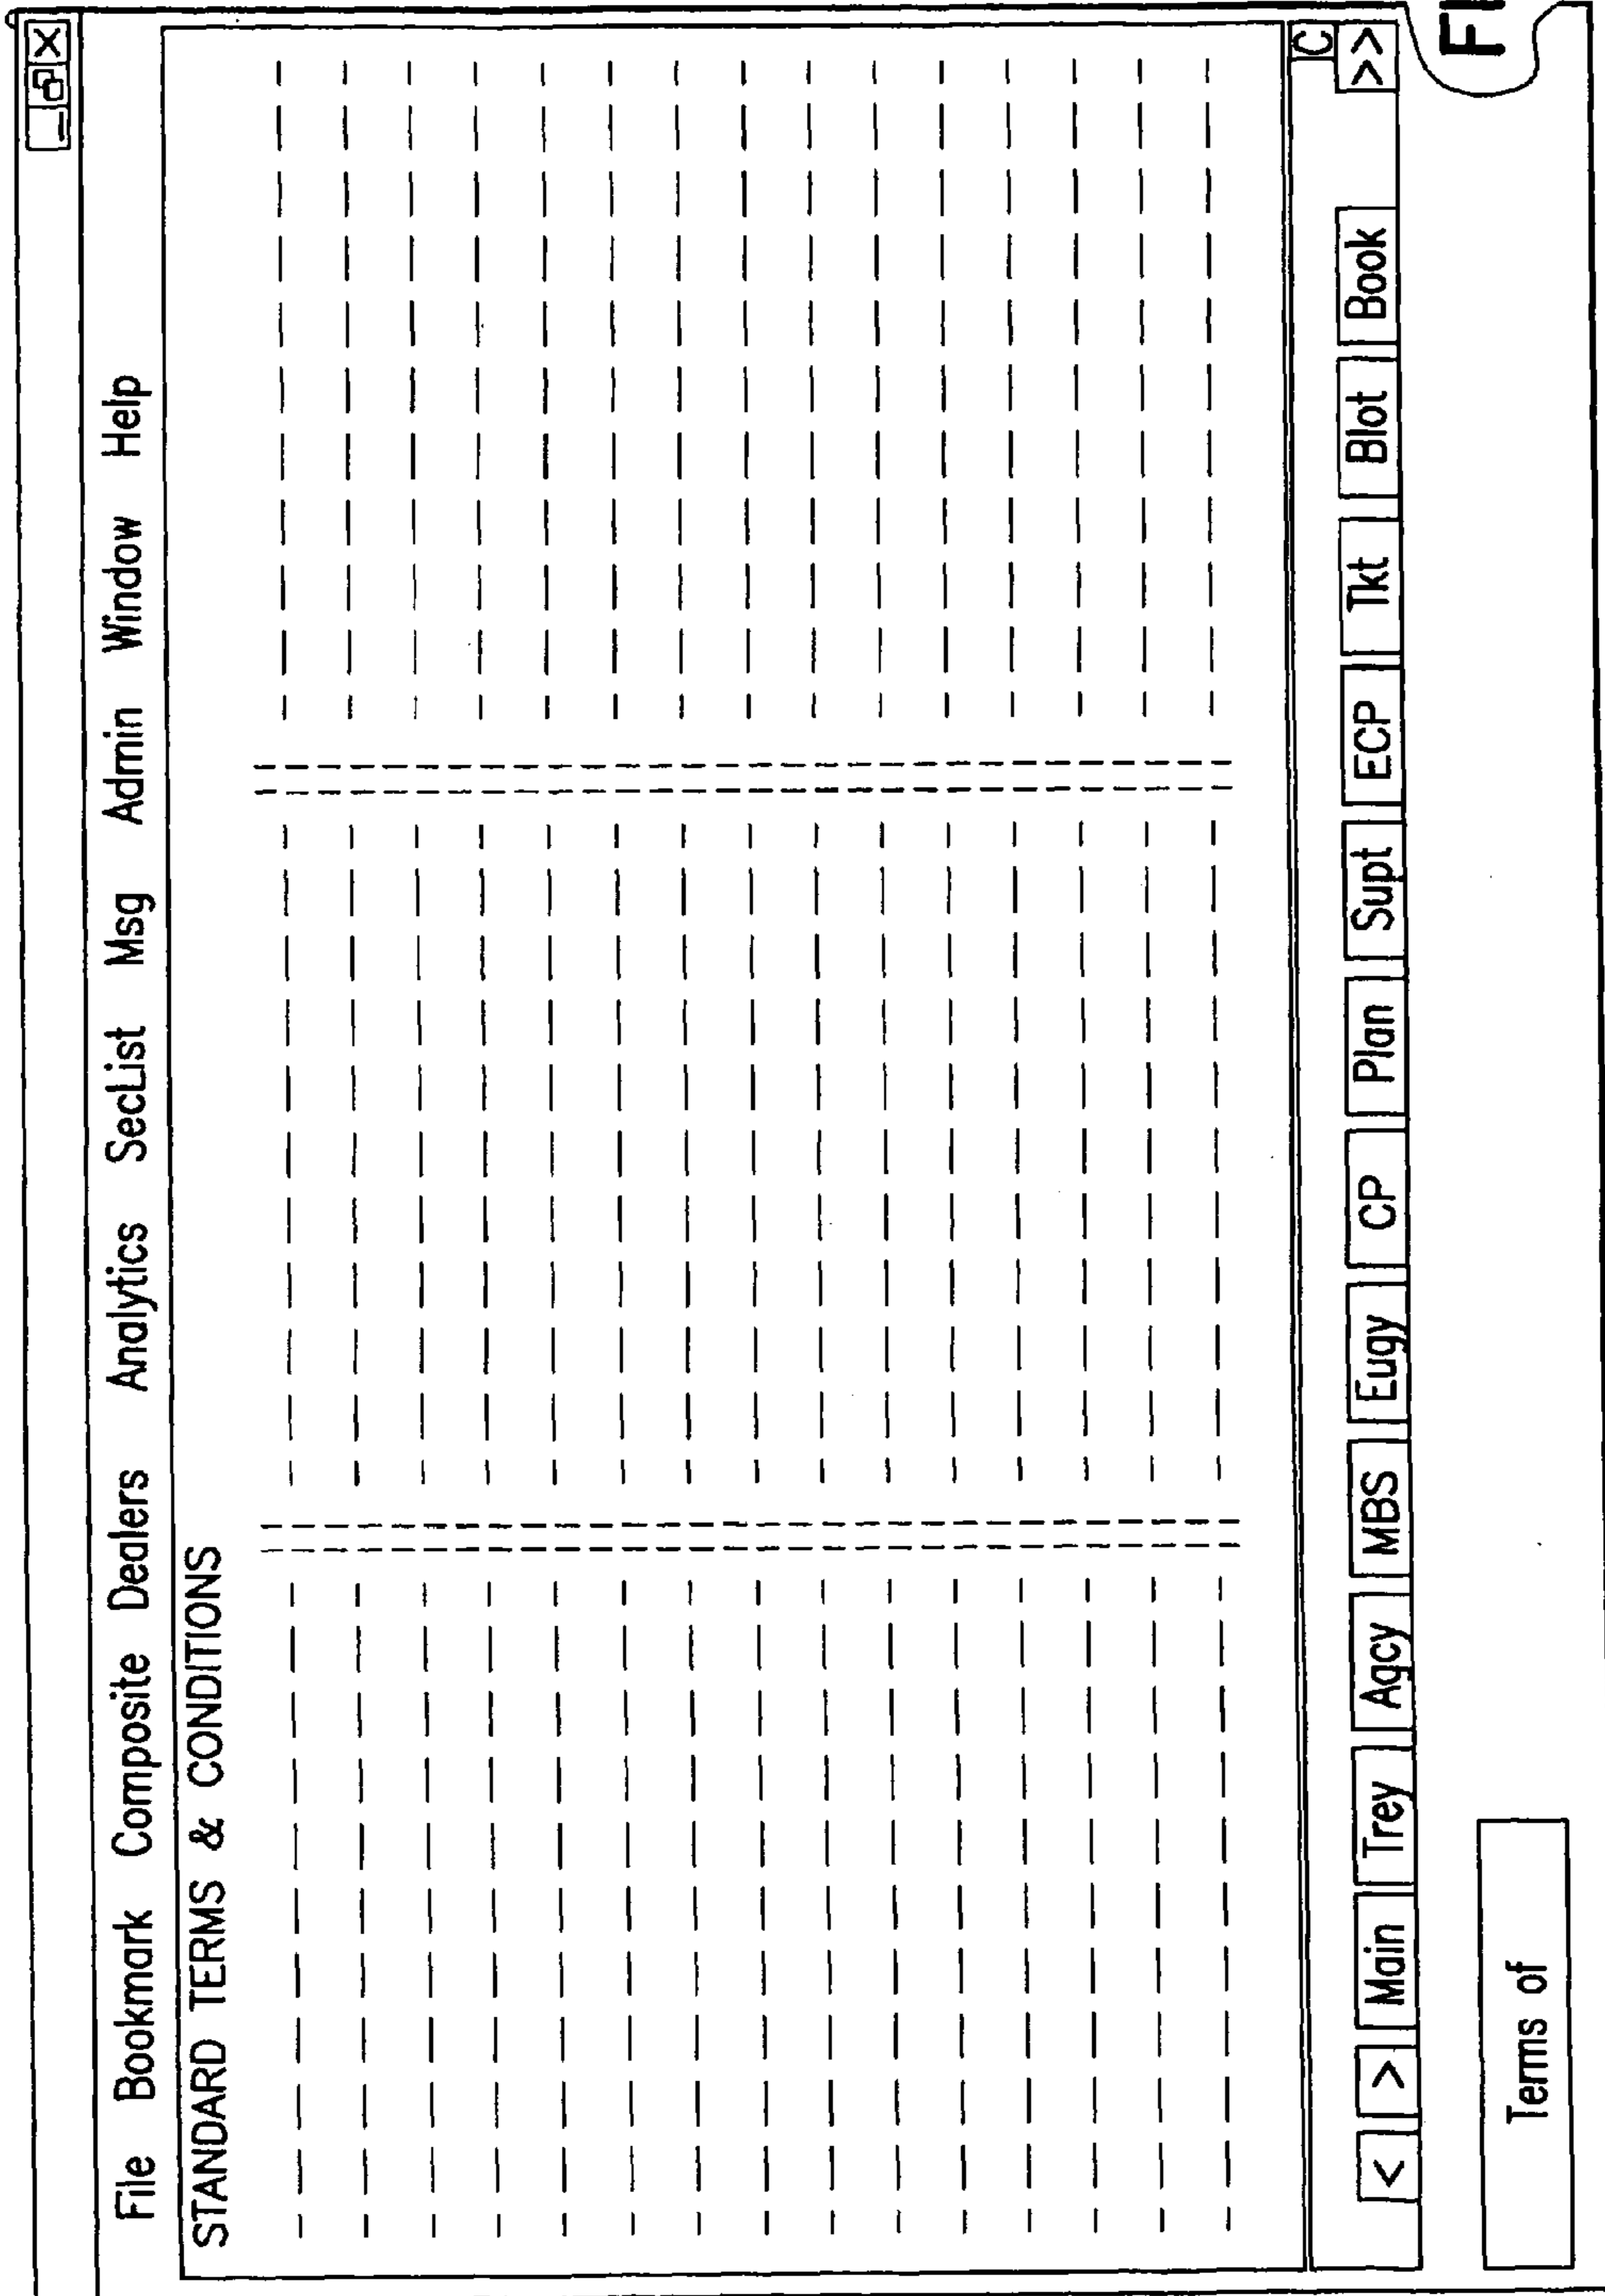 _ X
File Bookmark Composite Dealers Analytics SecList Msg Admin Window Help
STANDARD TERMS & CONDITIONS
C
< > Main Trey Agcy MBS Eugy CP Plan Supt ECP Tkt Blot Book >>
Terms of